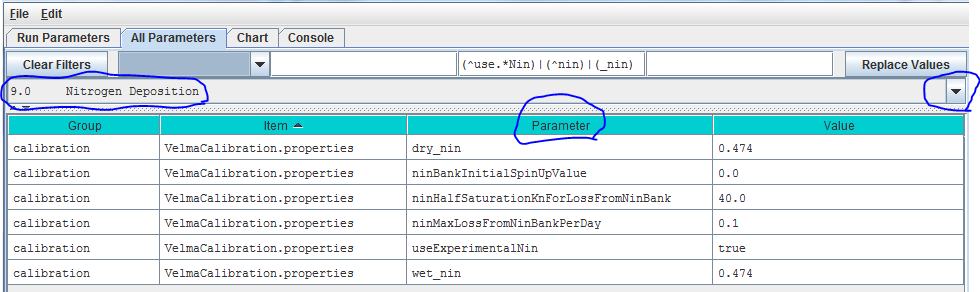 File Edit
Run Parameters All Parameters Chart Console
Clear Filters (^use.*Nin)|(^nin)|(_nin) Replace Values
9.0 Nitrogen Deposition
Group Item Parameter Value
calibration VelmaCalibration.properties dry_nin 0.474
calibration VelmaCalibration.properties ninBankInitialSpinUpValue 0.0
calibration VelmaCalibration.properties ninHalfSaturationKnForLossFromNinBank 40.0
calibration VelmaCalibration.properties ninMaxLossFromNinBankPerDay 0.1
calibration VelmaCalibration.properties useExperimentalNin true
calibration VelmaCalibration.properties wet_nin 0.474